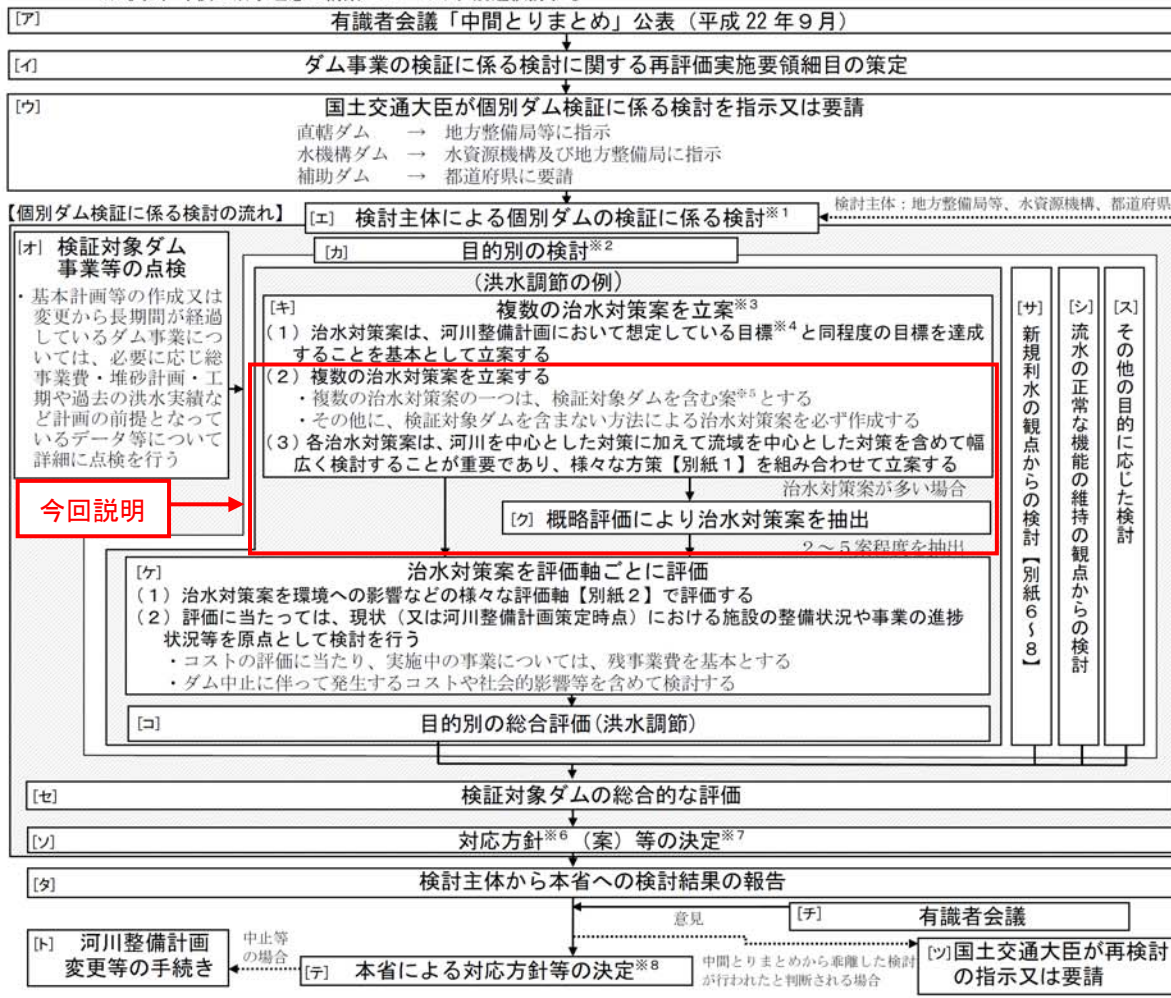 [ア] 有識者会議「中間とりまとめ」公表（平成 22 年９月）
[イ] ダム事業の検証に係る検討に関する再評価実施要領細目の策定
[ウ] 国土交通大臣が個別ダム検証に係る検討を指示又は要請
直轄ダム → 地方整備局等に指示
水機構ダム → 水資源機構及び地方整備局に指示
補助ダム → 都道府県に要請
【個別ダム検証に係る検討の流れ】
[エ] 検討主体による個別ダムの検証に係る検討※1
検討主体：地方整備局等、水資源機構、都道府県
[オ] 検証対象ダム
事業等の点検
・基本計画等の作成又は
変更から長期間が経過
しているダム事業につ
いては、必要に応じ総
事業費・堆砂計画・工
期や過去の洪水実績な
ど計画の前提となって
いるデータ等について
詳細に点検を行う
今回説明
[カ] 目的別の検討※2
（洪水調節の例）
[キ] 複数の治水対策案を立案※3
（１）治水対策案は、河川整備計画において想定している目標※4と同程度の目標を達成
することを基本として立案する
（２）複数の治水対策案を立案する
・複数の治水対策案の一つは、検証対象ダムを含む案※5とする
・その他に、検証対象ダムを含まない方法による治水対策案を必ず作成する
（３）各治水対策案は、河川を中心とした対策に加えて流域を中心とした対策を含めて幅
広く検討することが重要であり、様々な方策【別紙１】を組み合わせて立案する
治水対策案が多い場合
[ク] 概略評価により治水対策案を抽出
２～５案程度を抽出
[ケ] 治水対策案を評価軸ごとに評価
（１）治水対策案を環境への影響などの様々な評価軸【別紙２】で評価する
（２）評価に当たっては、現状（又は河川整備計画策定時点）における施設の整備状況や事業の進捗
状況等を原点として検討を行う
・コストの評価に当たり、実施中の事業については、残事業費を基本とする
・ダム中止に伴って発生するコストや社会的影響等を含めて検討する
[コ] 目的別の総合評価（洪水調節）
[サ] 新規利水の観点からの検討【別紙６～８】
[シ] 流水の正常な機能の維持の観点からの検討
[ス] その他の目的に応じた検討
[セ] 検証対象ダムの総合的な評価
[ソ] 対応方針※6（案）等の決定※7
[タ] 検討主体から本省への検討結果の報告
意見
[チ] 有識者会議
[ト] 河川整備計画
変更等の手続き
中止等
の場合
[テ] 本省による対応方針等の決定※8
中間とりまとめから乖離した検討
が行われたと判断される場合
[ツ] 国土交通大臣が再検討
の指示又は要請